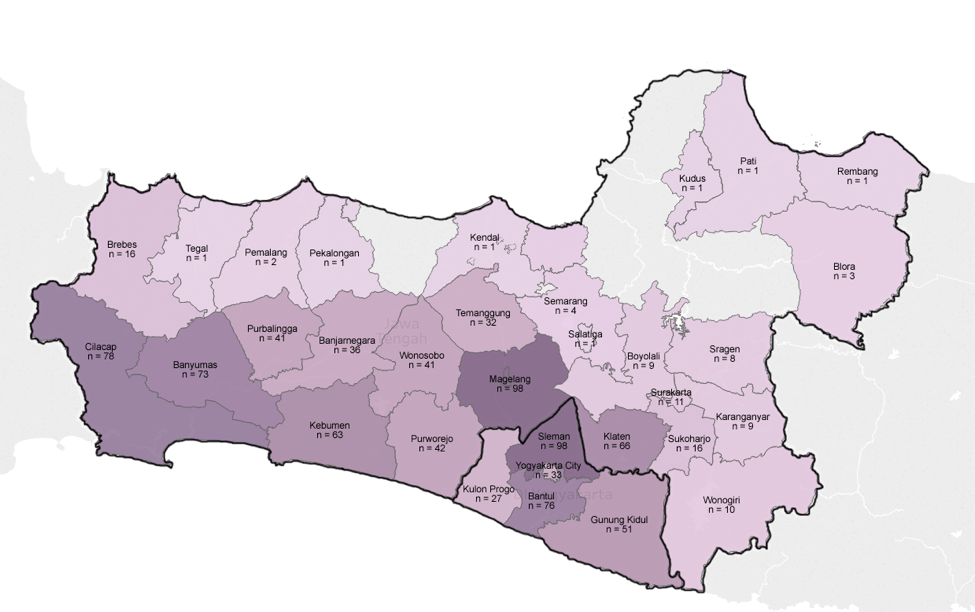 Pati
n = 1
Rembang
n = 1
Kudus
n = 1
Kendal
n = 1
Brebes
n = 16
Tegal
n = 1
Pemalang
n = 2
Pekalongan
n = 1
Blora
n = 3
Semarang
n = 4
Temanggung
n = 32
Jawa
Tengah
Purbalingga
n = 41
Banjarnegara
n = 36
Wonosobo
n = 41
Salatiga
n = 1
Boyolali
n = 9
Sragen
n = 8
Cilacap
n = 78
Banyumas
n = 73
Magelang
n = 98
Surakarta
n = 11
Karanganyar
n = 9
Kebumen
n = 63
Purworejo
n = 42
Sleman
n = 98
Klaten
n = 66
Sukoharjo
n = 16
Yogyakarta City
n = 33
Kulon Progo
n = 27
Bantul
n = 76
Wonogiri
n = 10
Gunung Kidul
n = 51